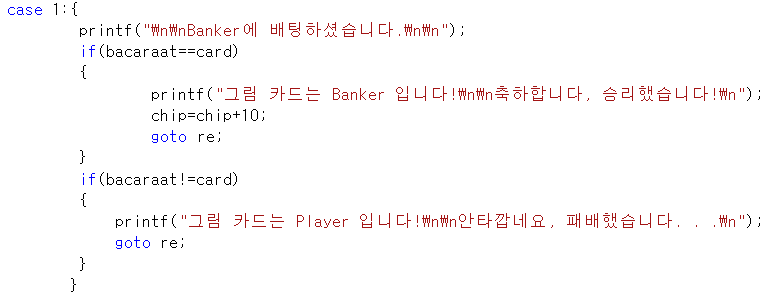 case 1:{
printf("\n\nBanker에 배팅하셨습니다.\n\n");
if(bacaraat==card)
{
printf("그럼 카드는 Banker 입니다!\n\n축하합니다, 승리했습니다!\n");
chip=chip+10;
goto re;
}
if(bacaraat!=card)
{
printf("그럼 카드는 Player 입니다!\n\n안타깝네요, 패배했습니다. . .\n");
goto re;
}
}